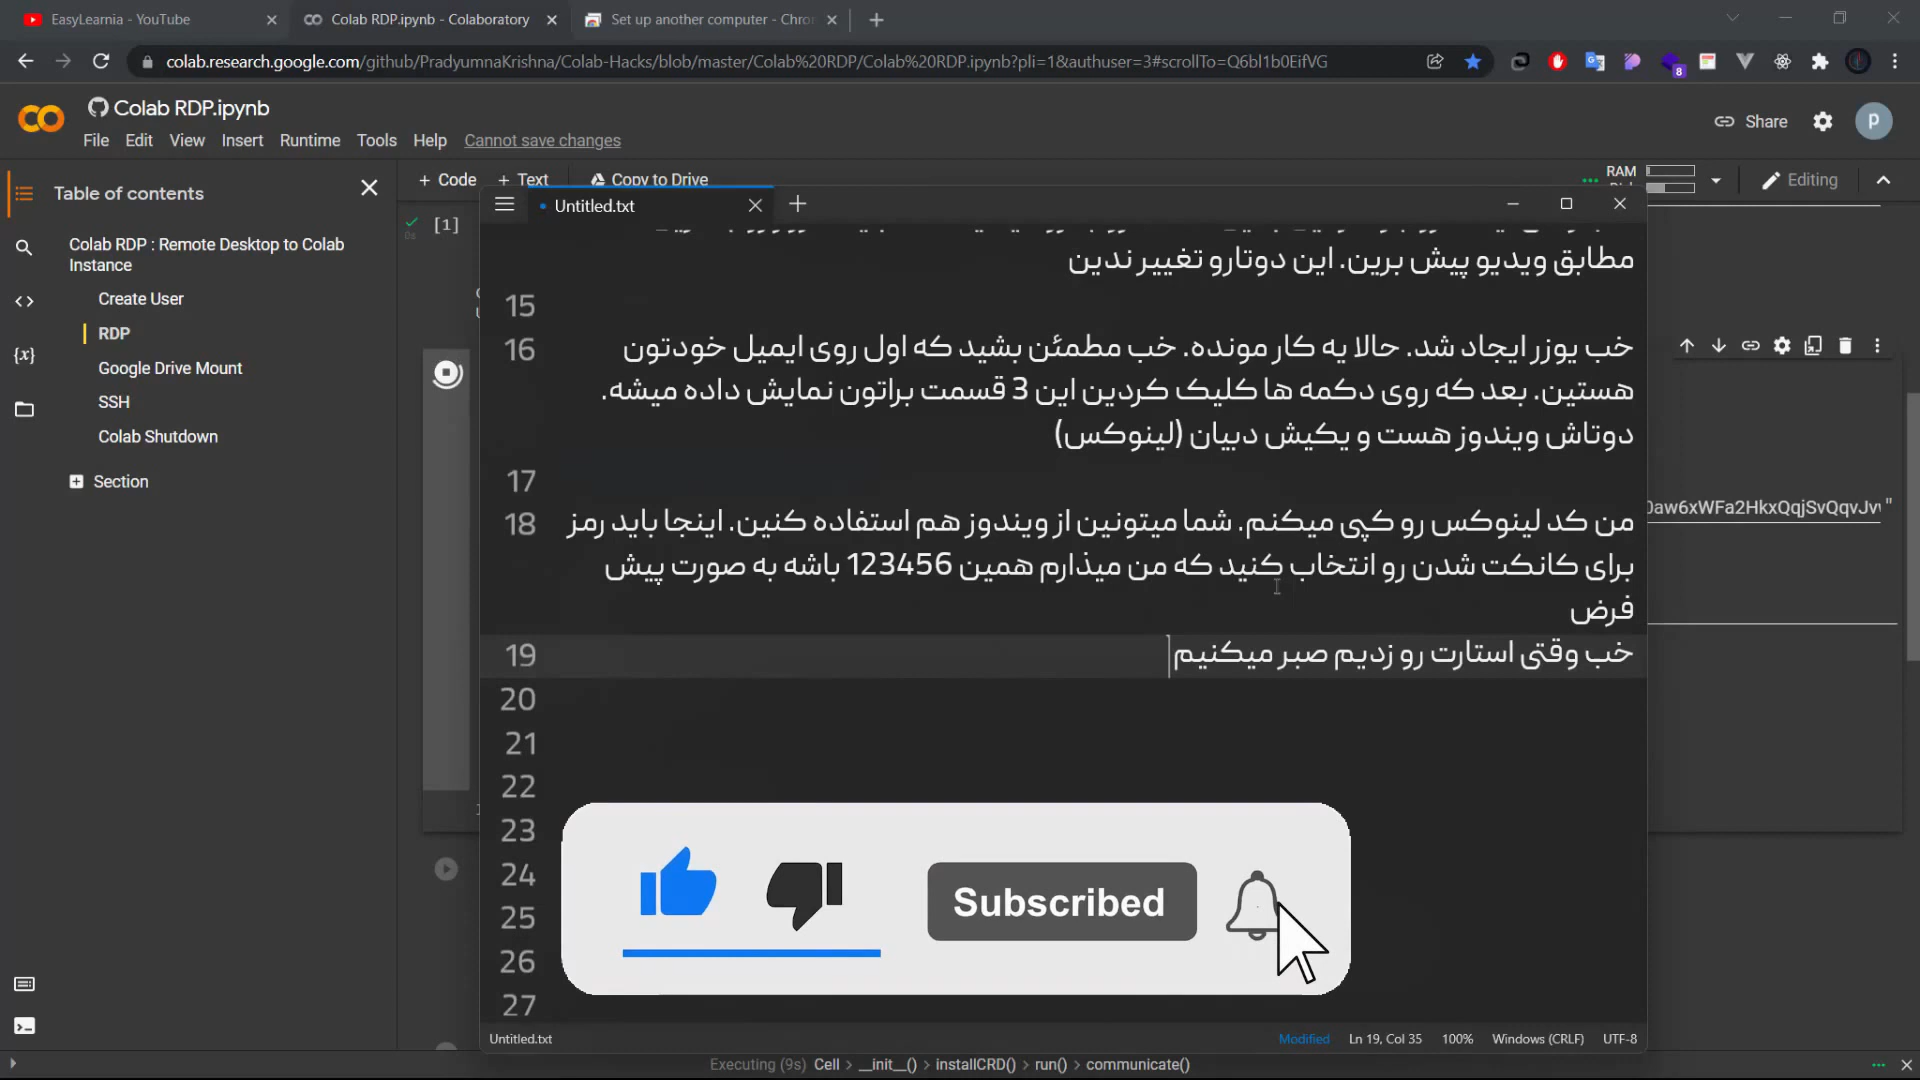 EasyLearnia - YouTube
Colab RDP.ipynb - Colaboratory
Set up another computer - Chro
colab.research.google.com/github/PradyumnaKrishna/Colab-Hacks/blob/master/Colab%20RDP/Colab%20RDP.ipynb?pli=1&authuser=3#scrollTo=Q6bl1b0EifVG
8
Colab RDP.ipynb
File Edit View Insert Runtime Tools Help Cannot save changes
Share
p
Table of contents
+ Code + Text Copy to Drive
RAM
Editing
Colab RDP : Remote Desktop to Colab
Instance
Create User
RDP
Google Drive Mount
SSH
Colab Shutdown
Section
[1]
Untitled.txt
مطابق ویدیو پیش برین. این دوتارو تغییر ندین
15
16 خب یوزر ایجاد شد. حالا یه کار مونده. خب مطمئن بشید که اول روی ایمیل خودتون
هستین. بعد که روی دکمه ها کلیک کردین این 3 قسمت براتون نمایش داده میشه.
دوتاش ویندوز هست و یکیش دبیان (لینوکس)
17
18 من کد لینوکس رو کپی میکنم. شما میتونین از ویندوز هم استفاده کنین. اینجا باید رمز
برای کانکت شدن رو انتخاب کنید که من میذارم همین 123456 باشه به صورت پیش
فرض
19 خب وقتی استارت رو زدیم صبر میکنیم
20
21
22
23
24
25
26
27
0aw6xWFa2HkxQqjSvQqvJv "
Subscribed
Untitled.txt
Modified Ln 19, Col 35 100% Windows (CRLF) UTF-8
Executing (9s) Cell > __init__() > installCRD() > run() > communicate()